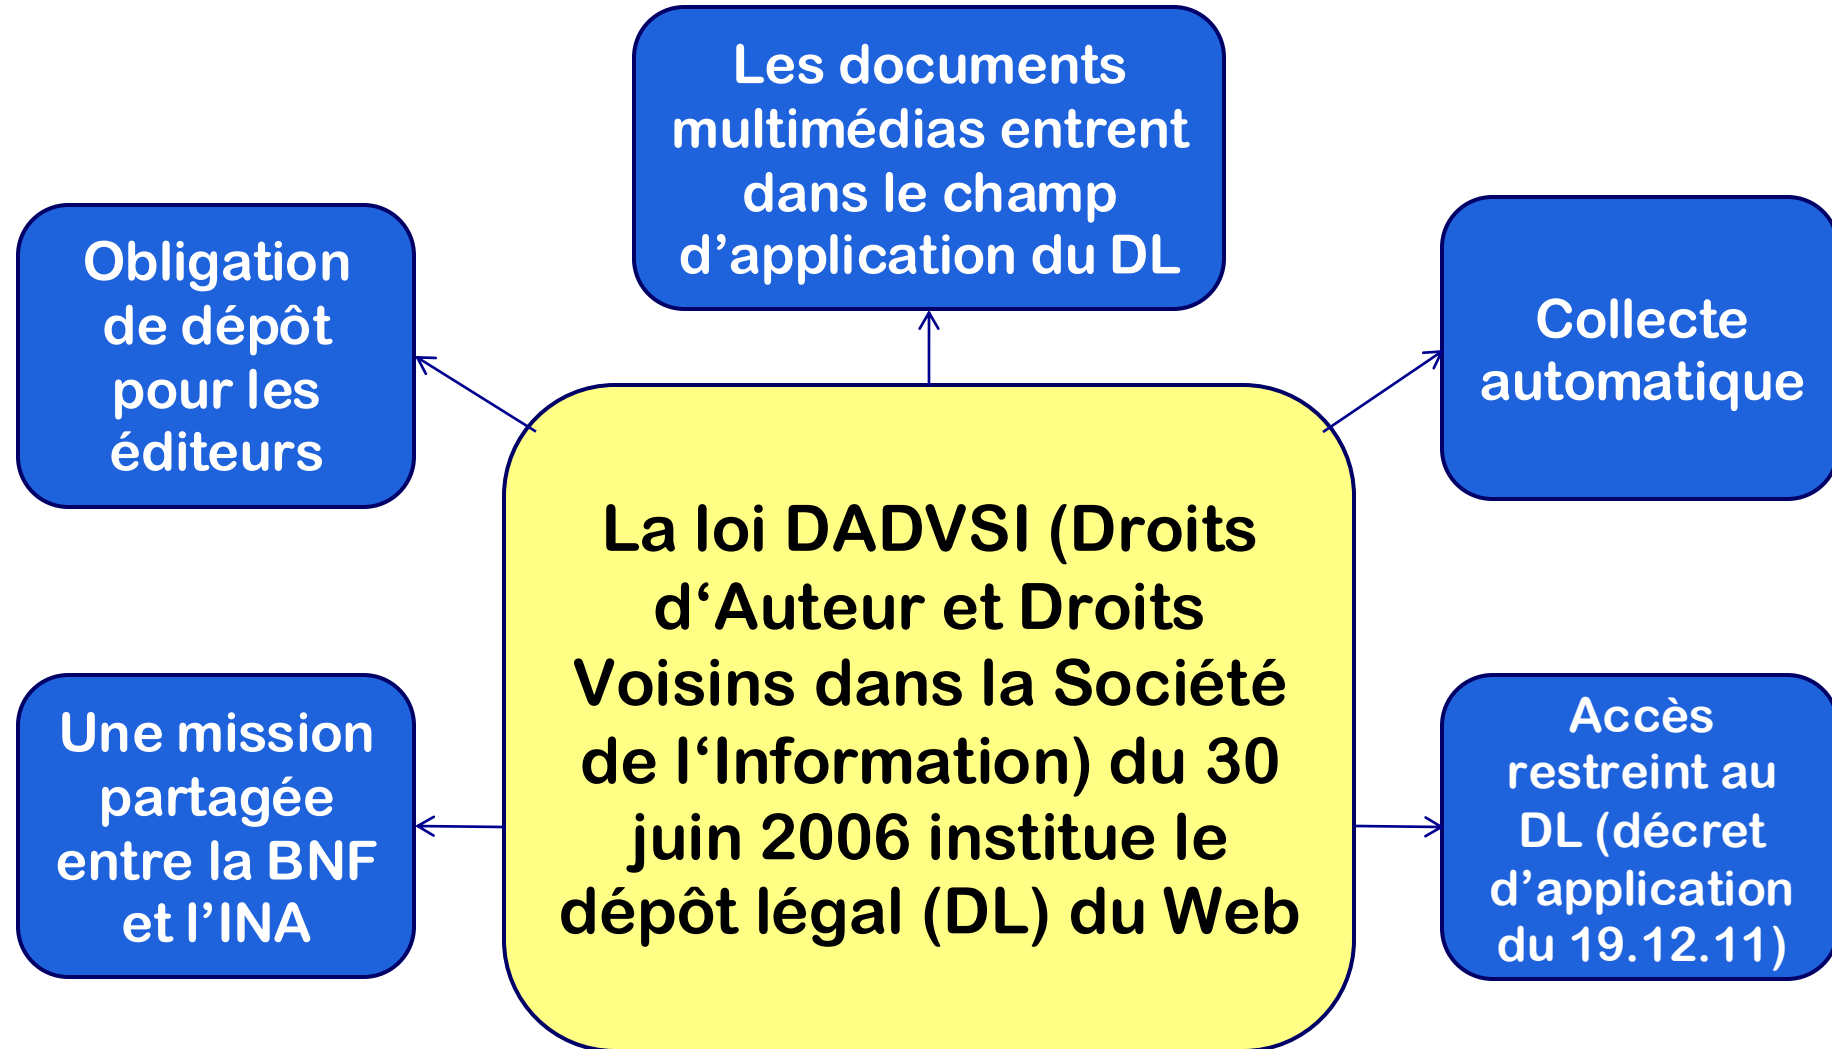 Les documents
multimédias entrent
dans le champ
d’application du DL
Obligation
de dépôt
pour les
éditeurs
Collecte
automatique
La loi DADVSI (Droits
d‘Auteur et Droits
Voisins dans la Société
de l‘Information) du 30
juin 2006 institue le
dépôt légal (DL) du Web
Une mission
partagée
entre la BNF
et l’INA
Accès
restreint au
DL (décret
d’application
du 19.12.11)